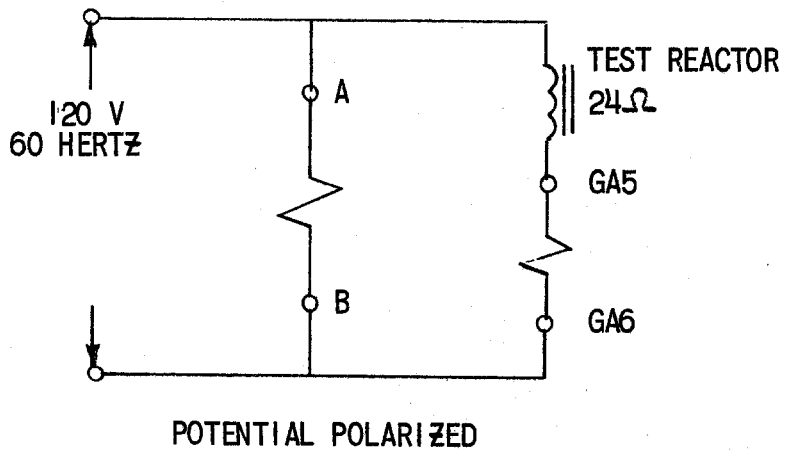 120 V
60 HERTZ
A
B
TEST REACTOR
24Ω
GA5
GA6
POTENTIAL POLARIZED